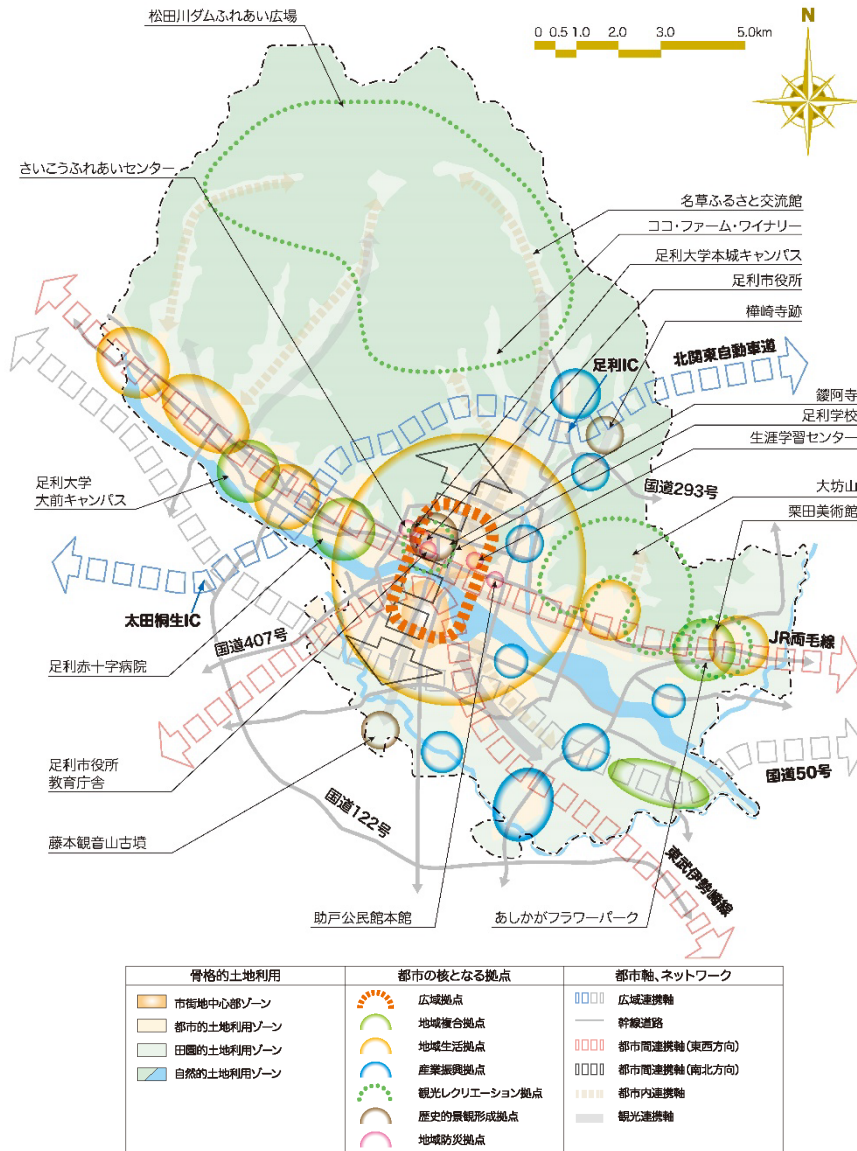 松田川ダムふれあい広場
N
0 0.5 1.0 2.0 3.0 5.0km
さいこうふれあいセンター
名草ふるさと交流館
ココ・ファーム・ワイナリー
足利大学本城キャンパス
足利市役所
樺崎寺跡
足利IC
北関東自動車道
鑁阿寺
足利学校
生涯学習センター
国道293号
大坊山
栗田美術館
足利大学
大前キャンパス
太田桐生IC
国道407号
JR両毛線
足利赤十字病院
足利市役所
教育庁舎
国道50号
国道122号
藤本観音山古墳
東武伊勢崎線
助戸公民館本館
あしかがフラワーパーク
骨格的土地利用
市街地中心部ゾーン
都市的土地利用ゾーン
田園的土地利用ゾーン
自然的土地利用ゾーン
都市の核となる拠点
広域拠点
地域複合拠点
地域生活拠点
産業振興拠点
観光レクリエーション拠点
歴史的景観形成拠点
地域防災拠点
都市軸、ネットワーク
広域連携軸
幹線道路
都市間連携軸(東西方向)
都市間連携軸(南北方向)
都市内連携軸
観光連携軸